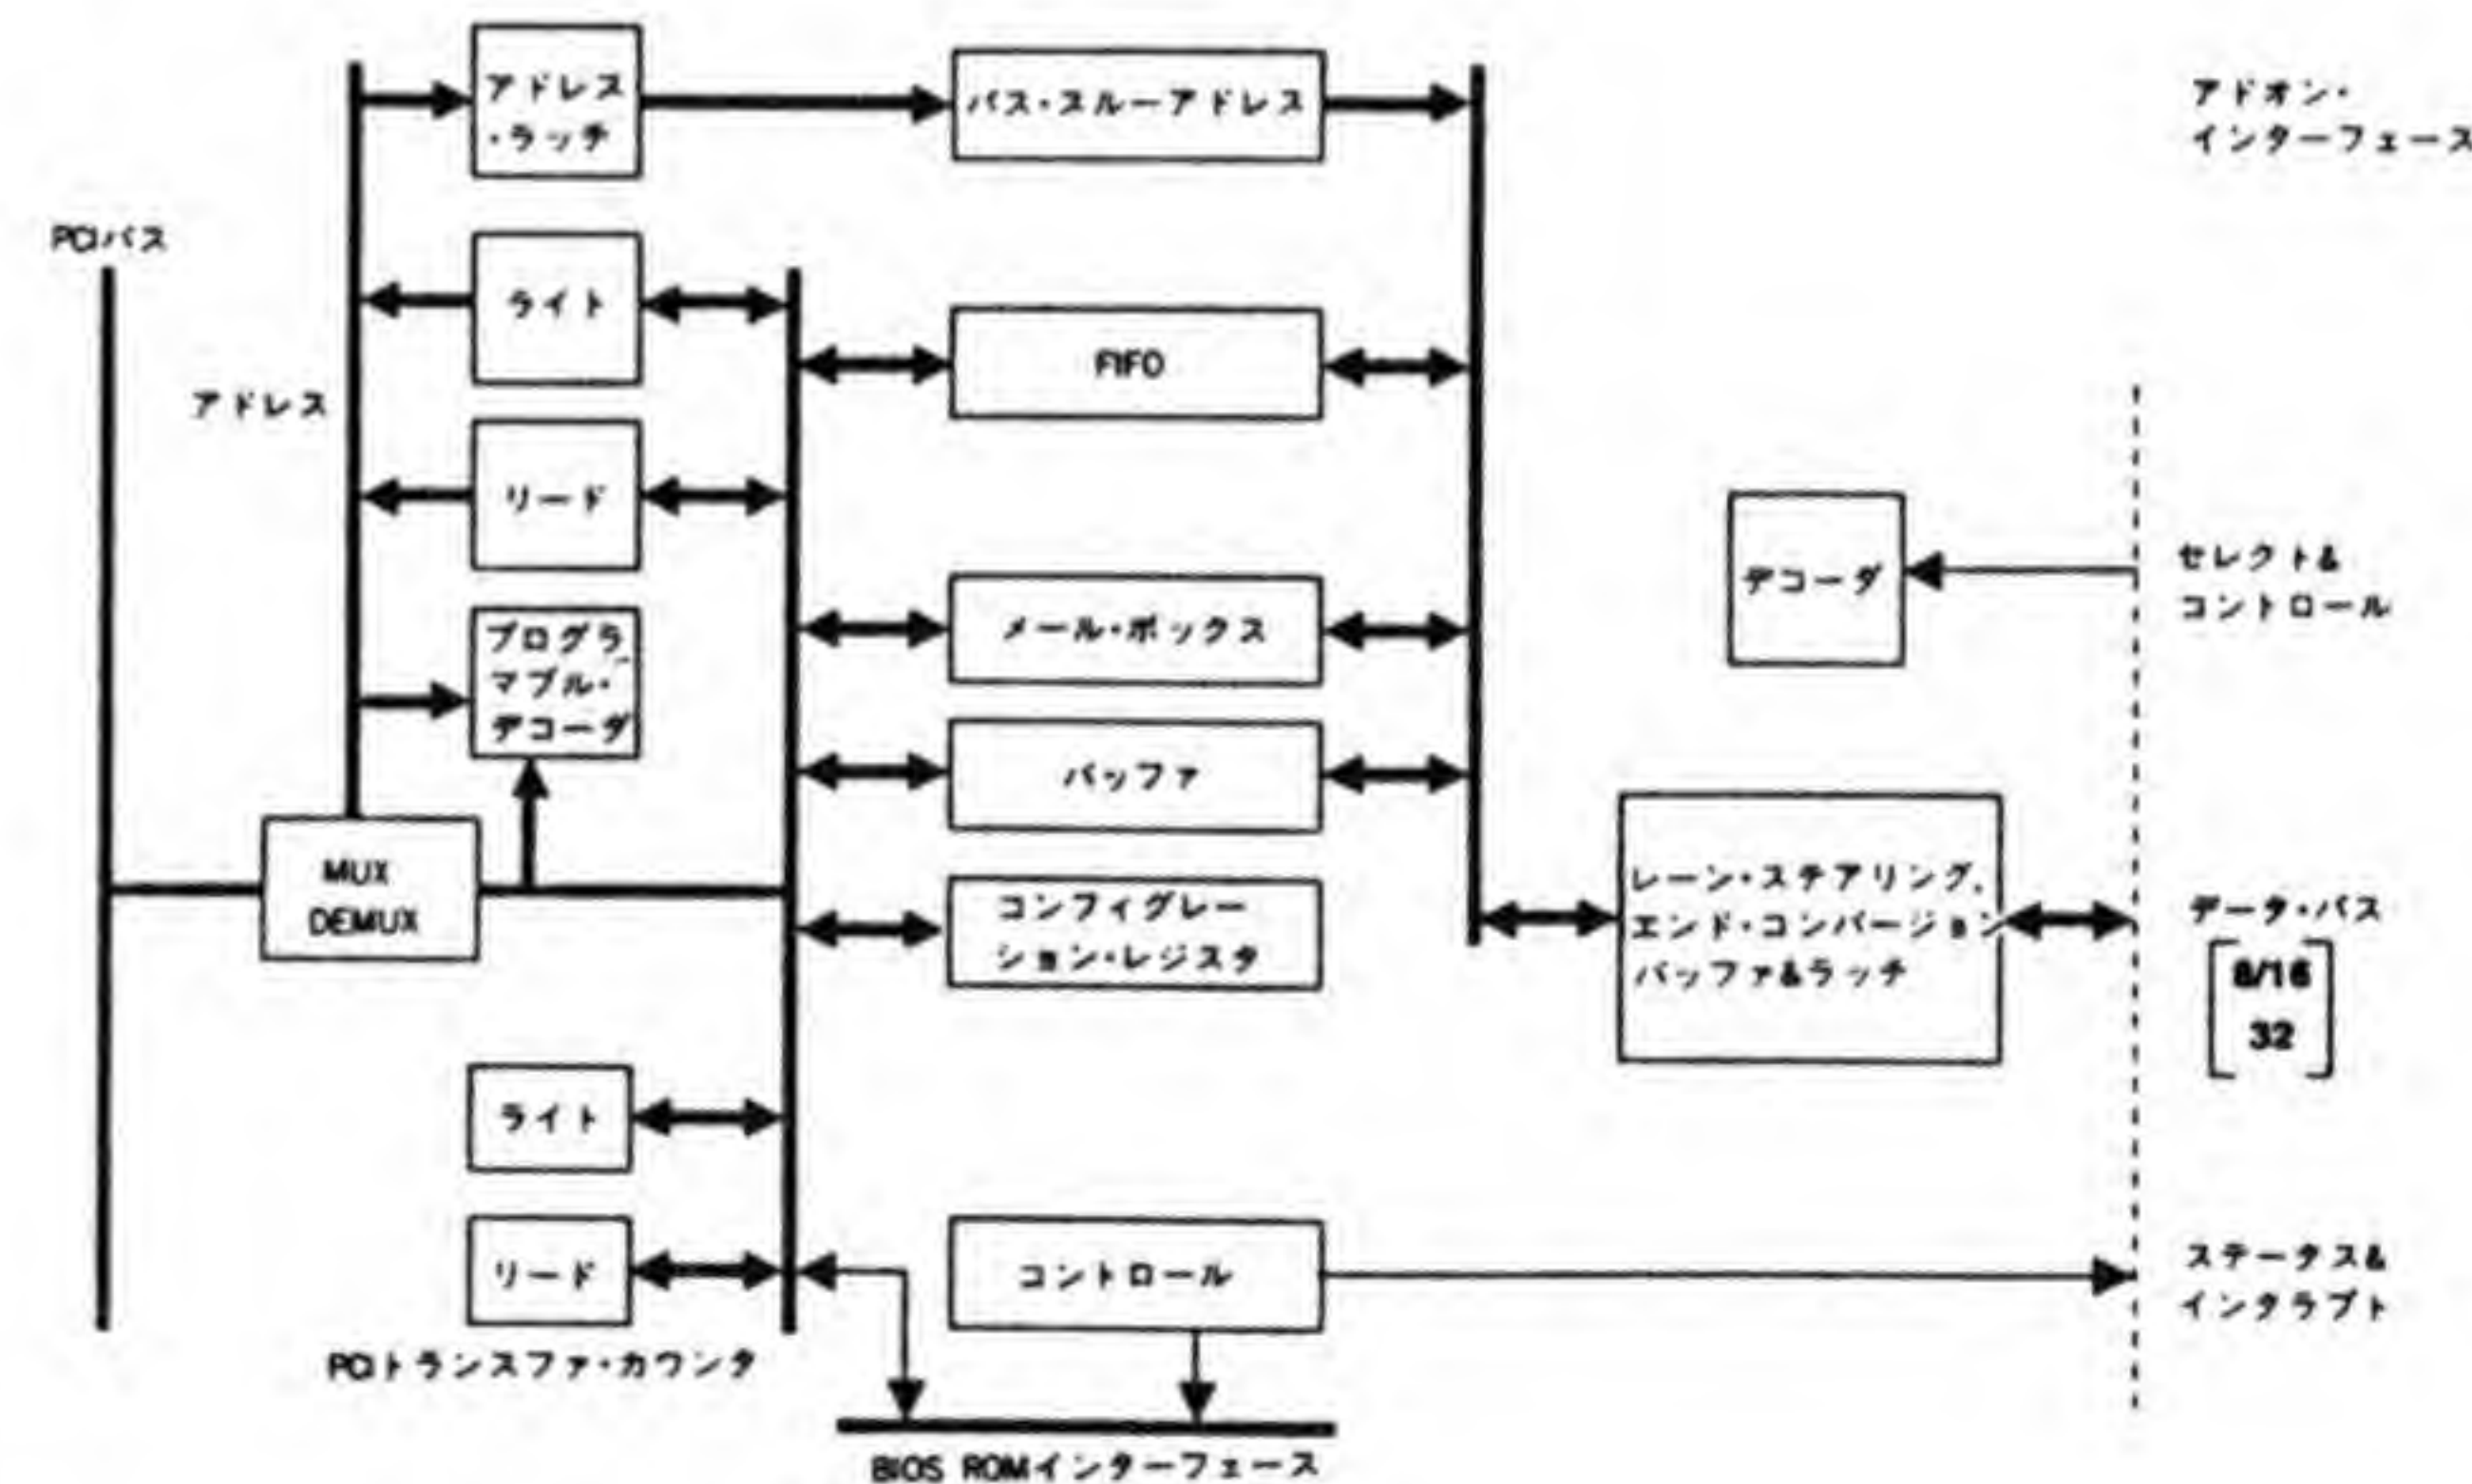 アドレス
・ラッチ
パス・スルーアドレス
アドオン・
インターフェース
PCIバス
ライト
アドレス
FIFO
リード
デコーダ
セレクト&
コントロール
メール・ボックス
プログラ
マブル・
デコーダ
バッファ
MUX
DEMUX
コンフィグレー
ション・レジスタ
レーン・ステアリング、
エンド・コンバージョン
バッファ&ラッチ
データ・バス
8/16
32
ライト
リード
コントロール
ステータス&
インタラプト
PCIトランスファ・カウンタ
BIOS ROMインターフェース